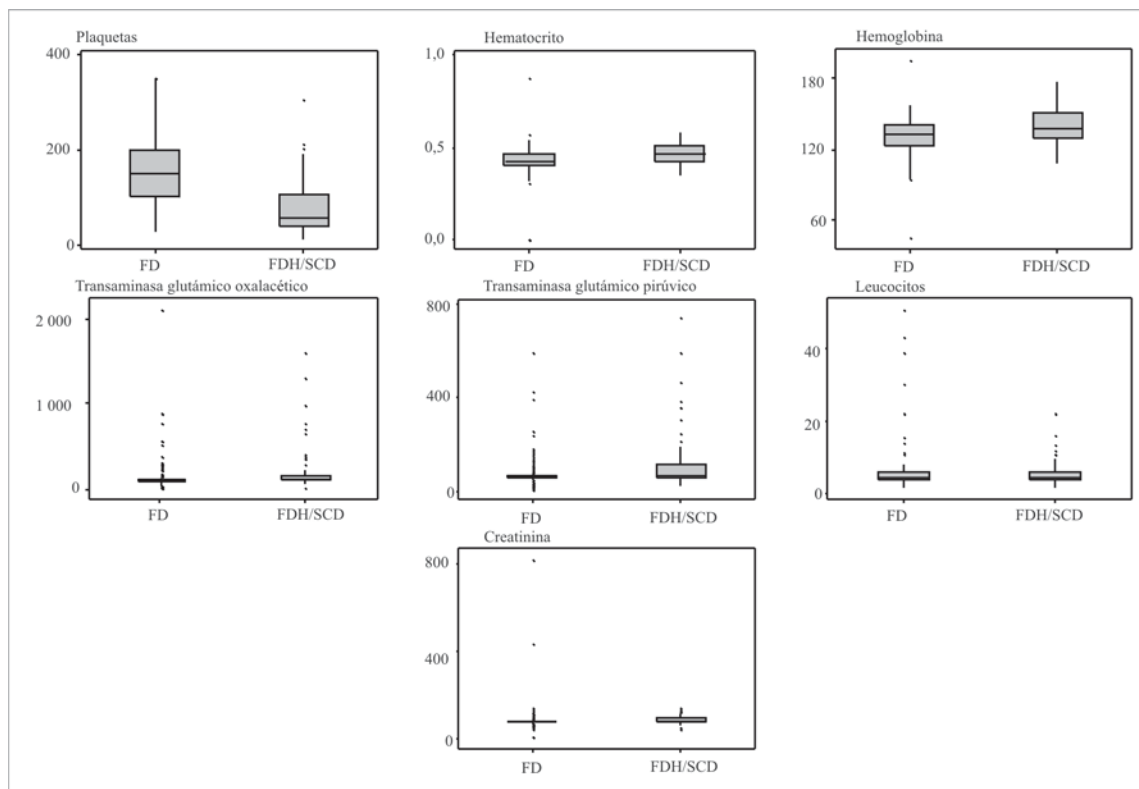 Plaquetas
400
200
0
FD FDH/SCD
Hematocrito
1,0
0,5
0,0
FD FDH/SCD
Hemoglobina
180
120
60
FD FDH/SCD
Transaminasa glutámico oxalacético
2 000
1 000
0
FD FDH/SCD
Transaminasa glutámico pirúvico
800
400
0
FD FDH/SCD
Leucocitos
40
20
0
FD FDH/SCD
Creatinina
800
400
0
FD FDH/SCD